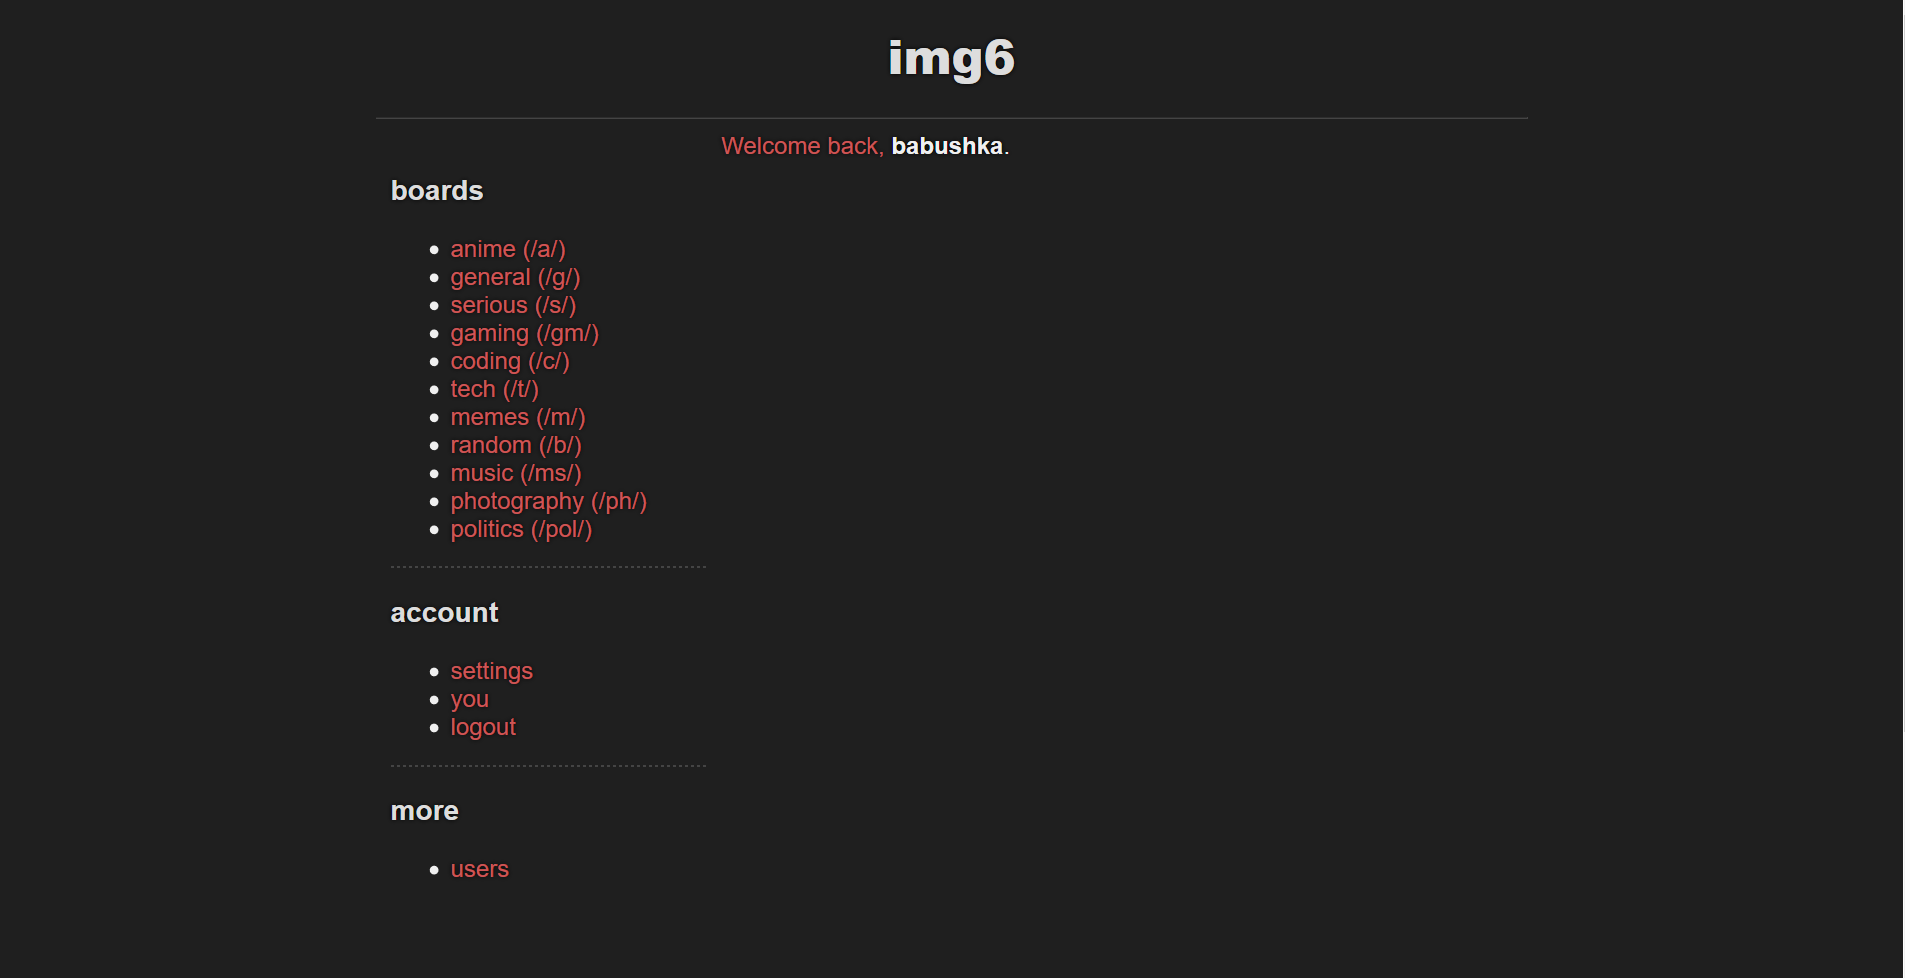 img6
Welcome back, babushka.
boards
anime (/a/)
general (/g/)
serious (/s/)
gaming (/gm/)
coding (/c/)
tech (/t/)
memes (/m/)
random (/b/)
music (/ms/)
photography (/ph/)
politics (/pol/)
account
settings
you
logout
more
users